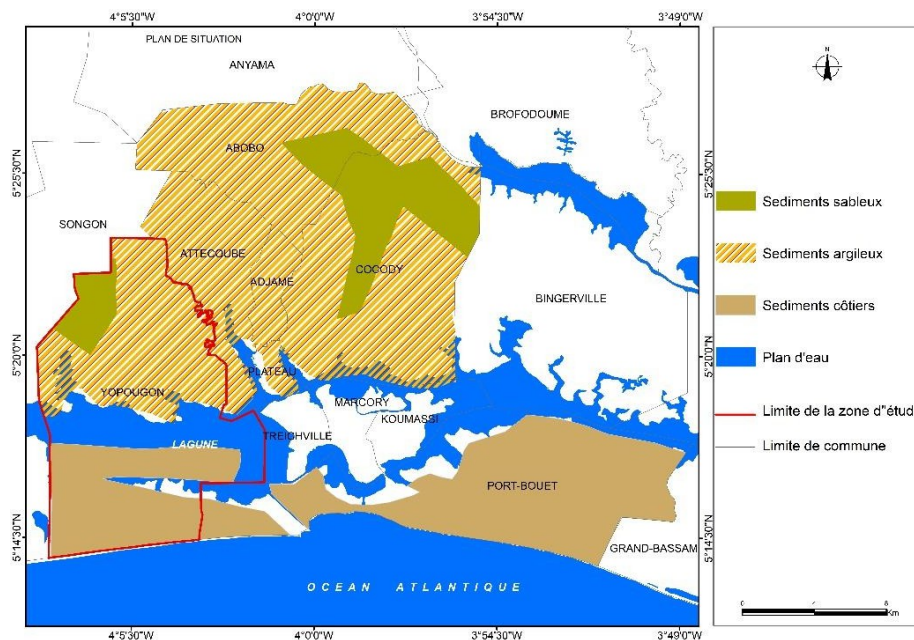 4°5'30"W
4°0'0"W
3°54'30"W
3°49'0"W
PLAN DE SITUATION
ANYAMA
BROFODOUME
ABOBO
5°25'30"N
5°25'30"N
SONGON
ATTECOUBE
ADJAME
COCODY
BINGERVILLE
5°20'0"N
5°20'0"N
PLATEAU
YOPOUGON
MARCORY
KOUMASSI
TREICHVILLE
LAGUNE
PORT-BOUET
5°14'30"N
5°14'30"N
GRAND-BASSAM
OCEAN ATLANTIQUE
4°5'30"W
4°0'0"W
3°54'30"W
3°49'0"W
N
Sediments sableux
Sediments argileux
Sediments côtiers
Plan d'eau
Limite de la zone d"étud
Limite de commune
0 4 8
Km